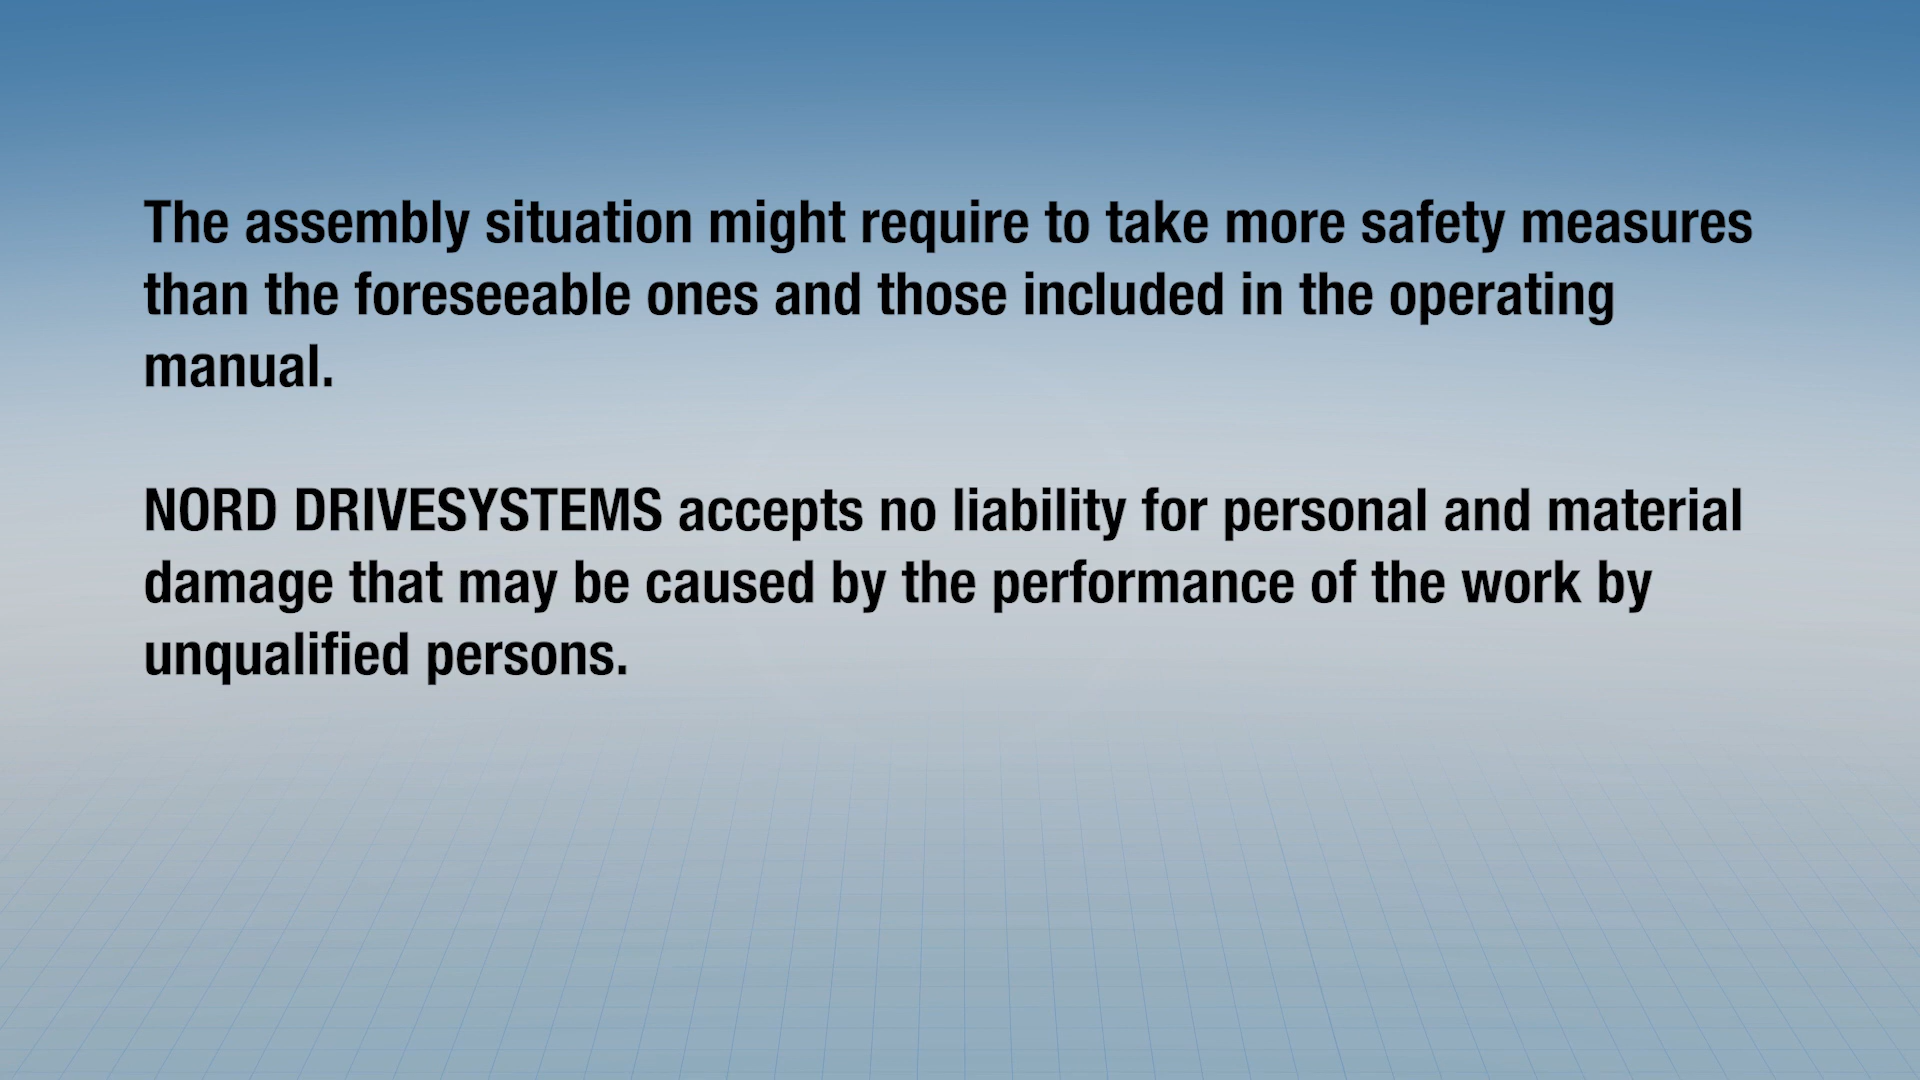 The assembly situation might require to take more safety measures
than the foreseeable ones and those included in the operating
manual.
NORD DRIVESYSTEMS accepts no liability for personal and material
damage that may be caused by the performance of the work by
unqualified persons.